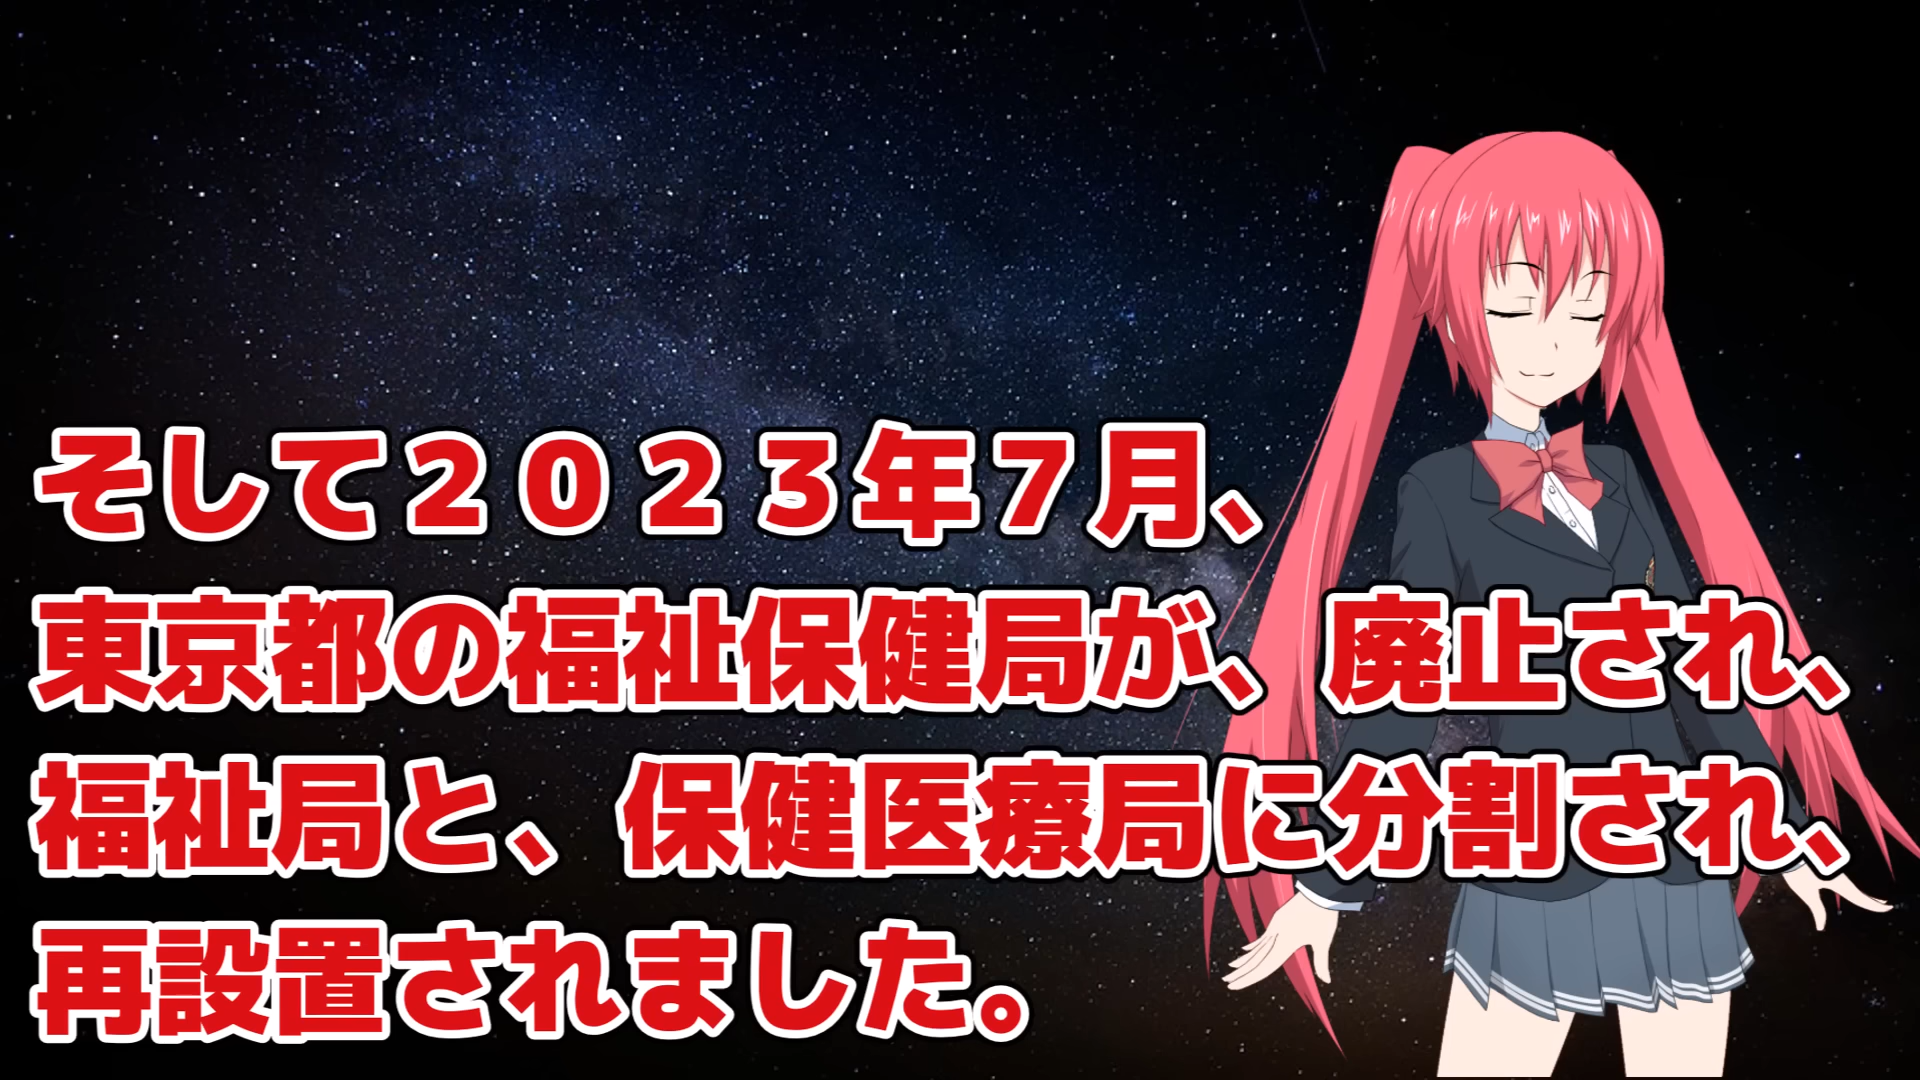 そして２０２３年７月、
東京都の福祉保健局が、廃止され、
福祉局と、保健医療局に分割され、
再設置されました。